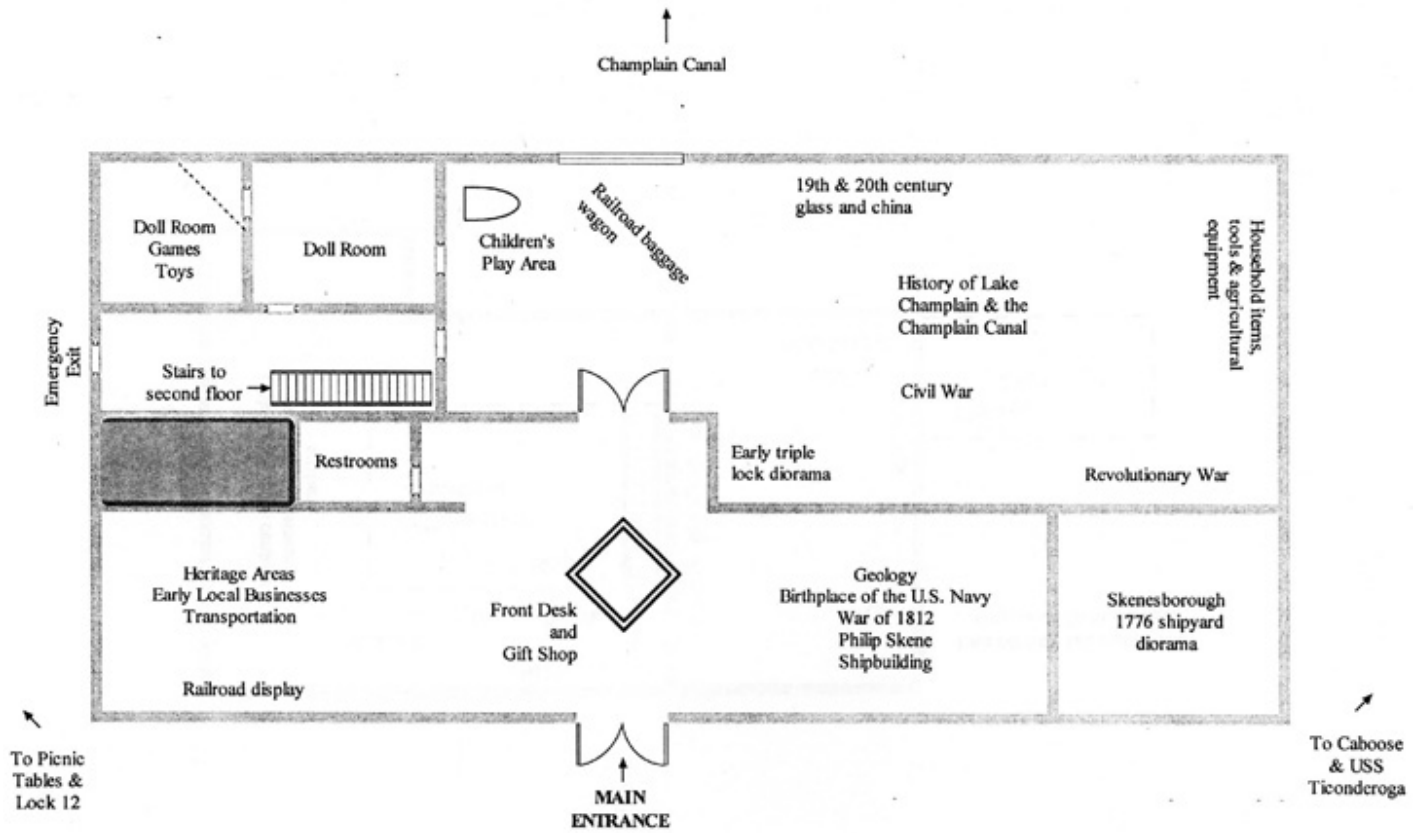 Champlain Canal
Doll Room
Games
Toys
Doll Room
Children's
Play Area
Railroad baggage
wagon
19th & 20th century
glass and china
History of Lake
Champlain & the
Champlain Canal
Household items,
tools & agricultural
equipment
Emergency
Exit
Stairs to
second floor
Civil War
Restrooms
Early triple
lock diorama
Revolutionary War
Heritage Areas
Early Local Businesses
Transportation
Railroad display
Front Desk
and
Gift Shop
Geology
Birthplace of the U.S. Navy
War of 1812
Philip Skene
Shipbuilding
Skenesborough
1776 shipyard
diorama
To Picnic
Tables &
Lock 12
MAIN
ENTRANCE
To Caboose
& USS
Ticonderoga